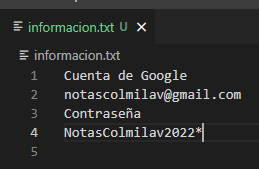 informacion.txt U
informacion.txt
1 Cuenta de Google
2 notascolmilav@gmail.com
3 Contraseña
4 NotasColmilav2022*
5